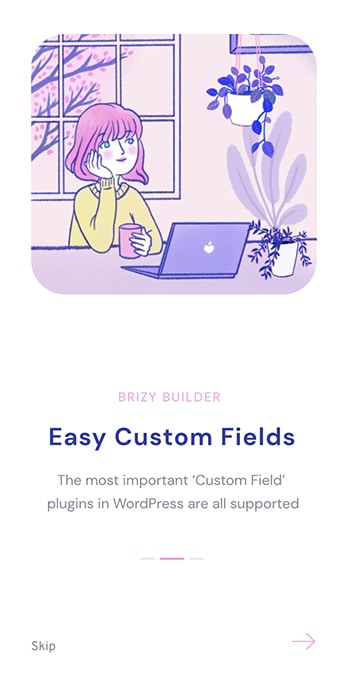 BRIZY BUILDER
Easy Custom Fields
The most important ‘Custom Field’
plugins in WordPress are all supported
Skip